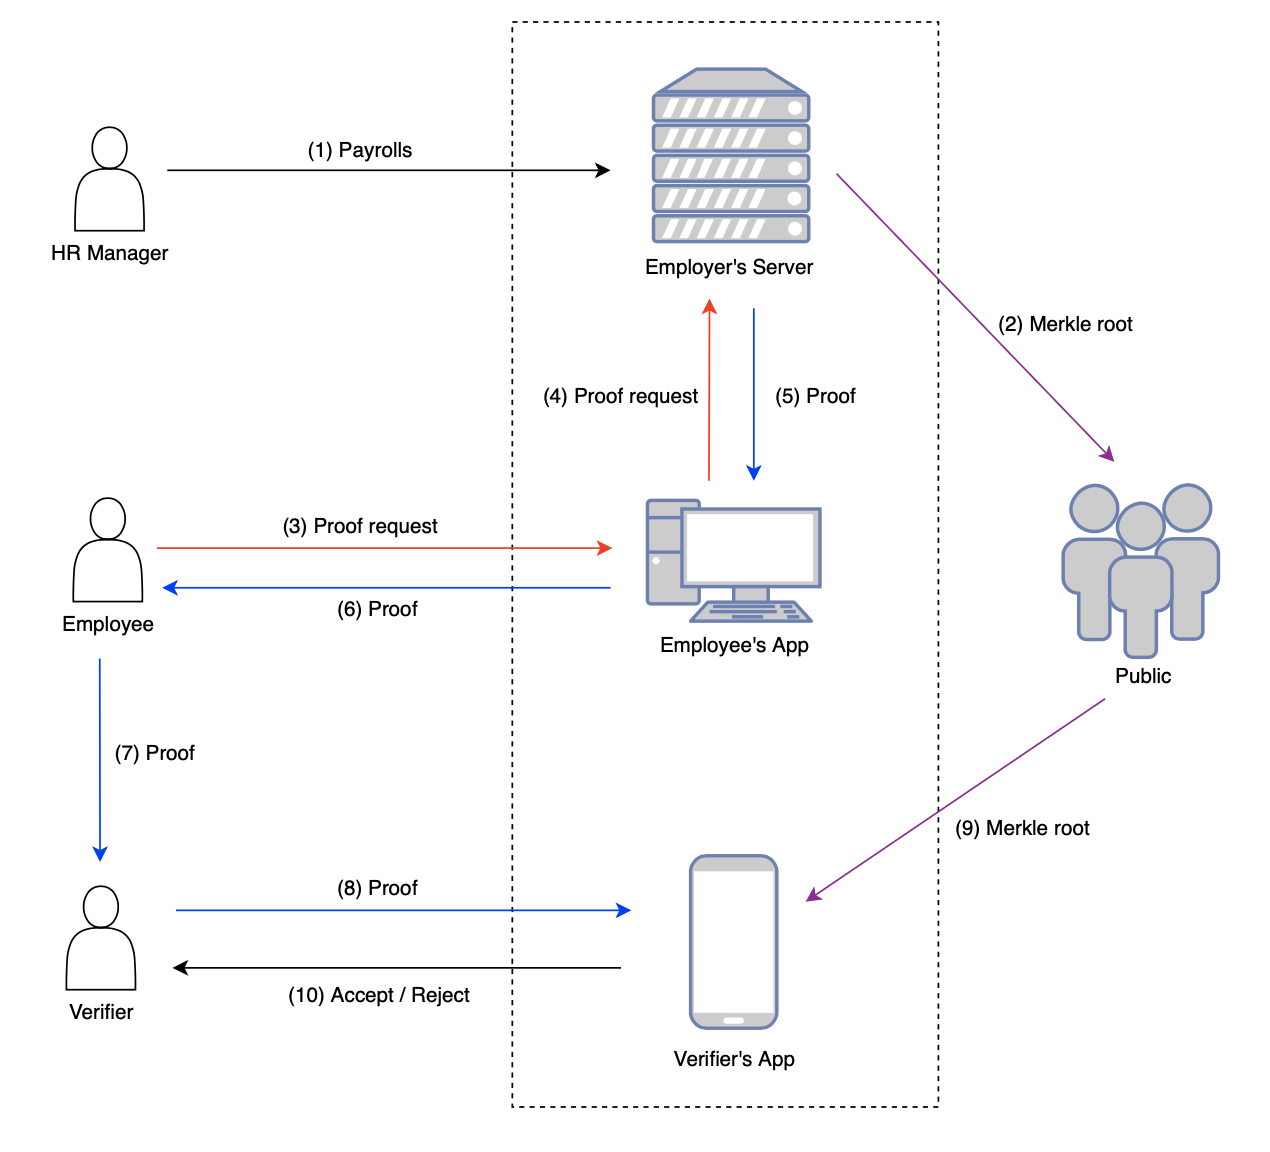 (1) Payrolls
HR Manager
Employer's Server
(2) Merkle root
(4) Proof request
(5) Proof
(3) Proof request
(6) Proof
Employee
Employee's App
Public
(7) Proof
(9) Merkle root
(8) Proof
(10) Accept / Reject
Verifier
Verifier's App